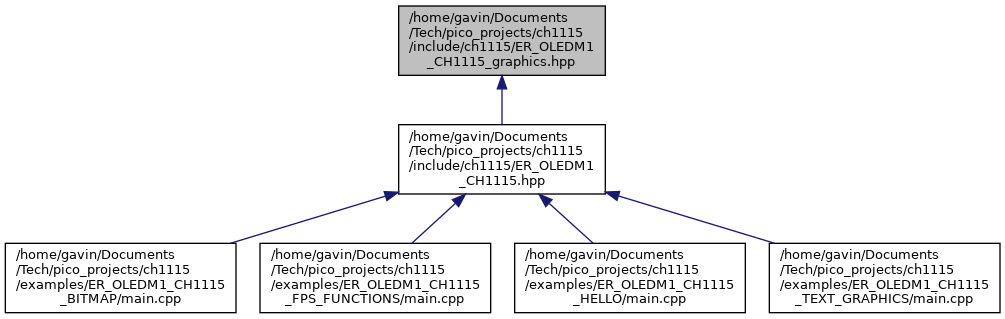 /home/gavin/Documents
/Tech/pico_projects/ch1115
/include/ch1115/ER_OLEDM1
_CH1115_graphics.hpp
/home/gavin/Documents
/Tech/pico_projects/ch1115
/include/ch1115/ER_OLEDM1
_CH1115.hpp
/home/gavin/Documents
/Tech/pico_projects/ch1115
/examples/ER_OLEDM1_CH1115
_BITMAP/main.cpp
/home/gavin/Documents
/Tech/pico_projects/ch1115
/examples/ER_OLEDM1_CH1115
_FPS_FUNCTIONS/main.cpp
/home/gavin/Documents
/Tech/pico_projects/ch1115
/examples/ER_OLEDM1_CH1115
_HELLO/main.cpp
/home/gavin/Documents
/Tech/pico_projects/ch1115
/examples/ER_OLEDM1_CH1115
_TEXT_GRAPHICS/main.cpp